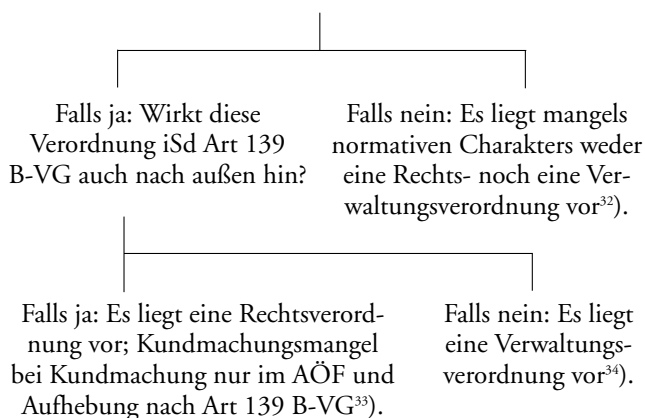 Falls ja: Wirkt diese
Verordnung iSd Art 139
B-VG auch nach außen hin?
Falls nein: Es liegt mangels
normativen Charakters weder
eine Rechts- noch eine Ver-
waltungsverordnung vor³²).
Falls ja: Es liegt eine Rechtsverord-
nung vor; Kundmachungsmangel
bei Kundmachung nur im AÖF und
Aufhebung nach Art 139 B-VG³³).
Falls nein: Es liegt
eine Verwaltungs-
verordnung vor³⁴).